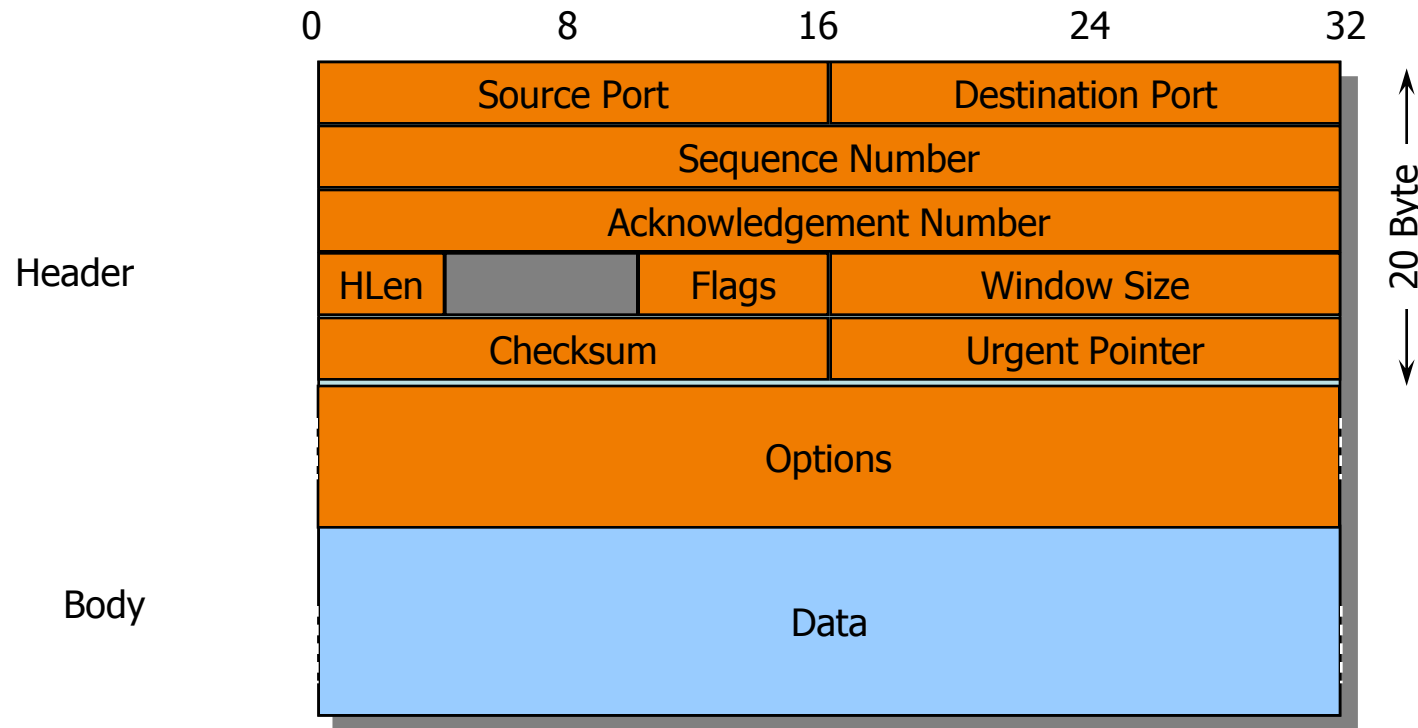 0 8 16 24 32
Source Port Destination Port
Sequence Number
Acknowledgement Number
Header
HLen Flags Window Size
Checksum Urgent Pointer
20 Byte
Options
Body
Data